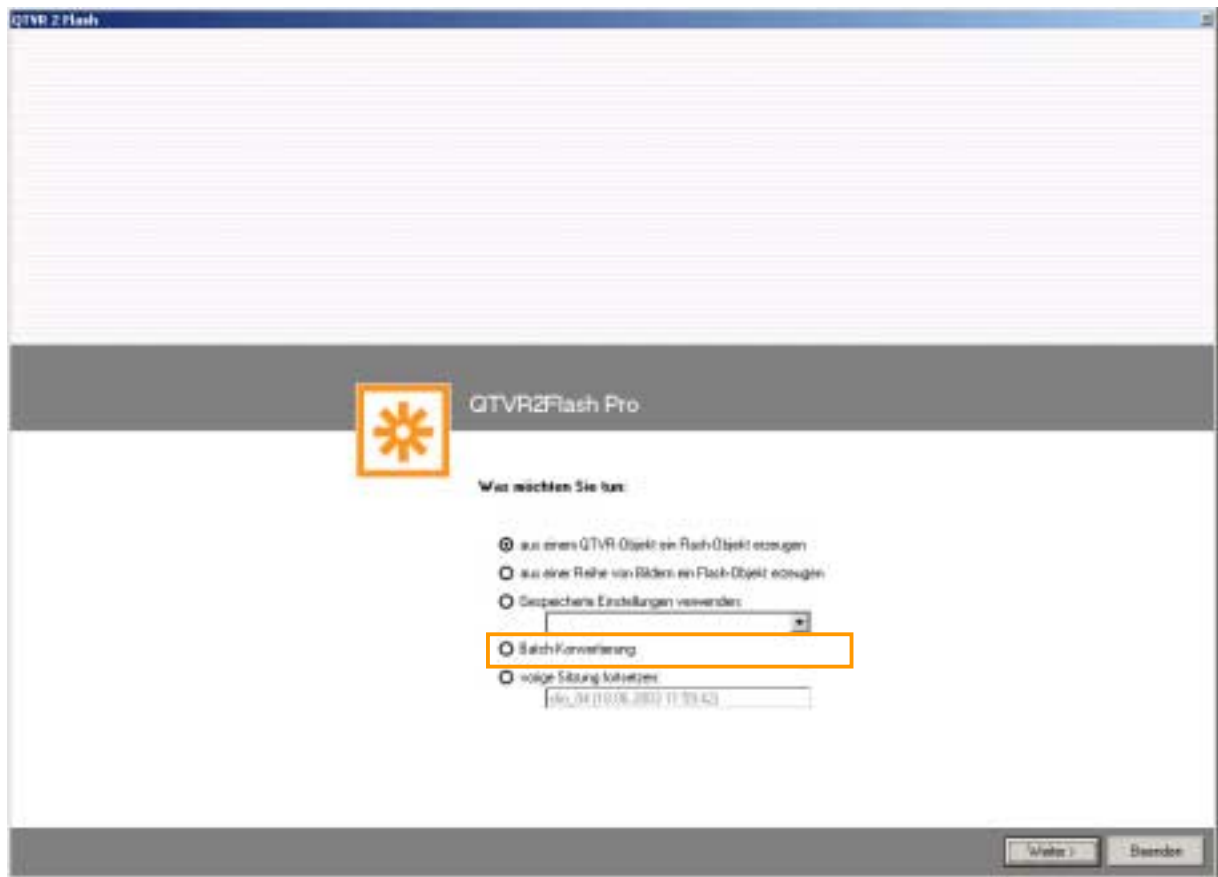 QTVR 2 Flash
QTVR2Flash Pro
Was möchten Sie tun:
aus einem QTVR Objekt ein Flash-Objekt erzeugen
aus einer Reihe von Bildern ein Flash-Objekt erzeugen
Gespeicherte Einstellungen verwenden:
Batch-Konvertierung
vorige Sitzung fortsetzen:
Weiter >
Beenden